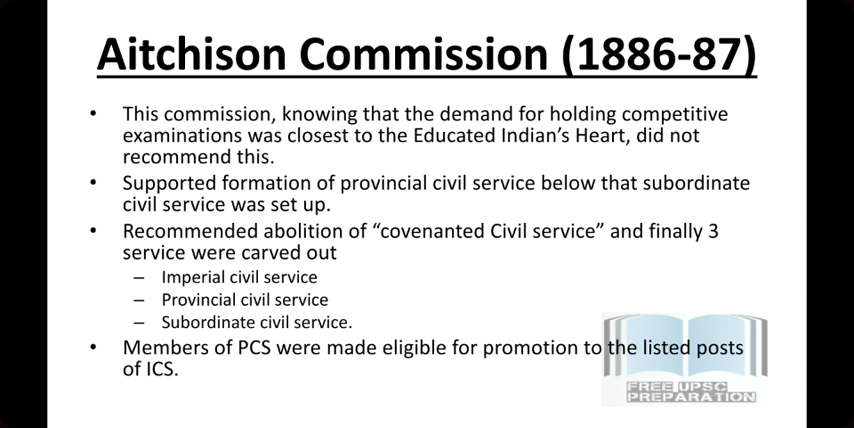 Aitchison Commission (1886-87)
• This commission, knowing that the demand for holding competitive
examinations was closest to the Educated Indian's Heart, did not
recommend this.
• Supported formation of provincial civil service below that subordinate
civil service was set up.
• Recommended abolition of "covenanted Civil service" and finally 3
service were carved out
– Imperial civil service
– Provincial civil service
– Subordinate civil service.
• Members of PCS were made eligible for promotion to the listed posts
of ICS.
FREE UPSC
PREPARATION